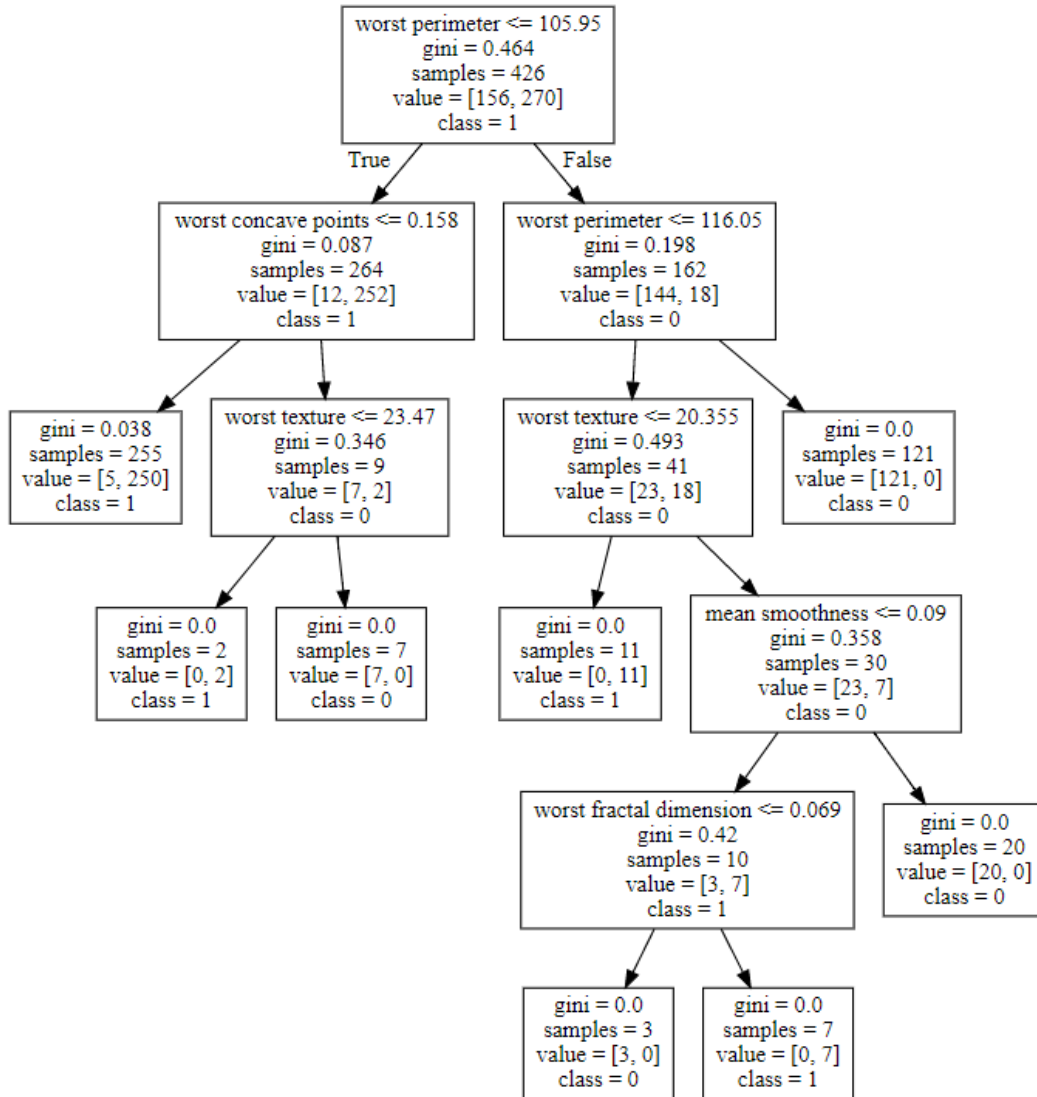 worst perimeter <= 105.95
gini = 0.464
samples = 426
value = [156, 270]
class = 1
True
False
worst concave points <= 0.158
gini = 0.087
samples = 264
value = [12, 252]
class = 1
worst perimeter <= 116.05
gini = 0.198
samples = 162
value = [144, 18]
class = 0
gini = 0.038
samples = 255
value = [5, 250]
class = 1
worst texture <= 23.47
gini = 0.346
samples = 9
value = [7, 2]
class = 0
worst texture <= 20.355
gini = 0.493
samples = 41
value = [23, 18]
class = 0
gini = 0.0
samples = 121
value = [121, 0]
class = 0
gini = 0.0
samples = 2
value = [0, 2]
class = 1
gini = 0.0
samples = 7
value = [7, 0]
class = 0
gini = 0.0
samples = 11
value = [0, 11]
class = 1
mean smoothness <= 0.09
gini = 0.358
samples = 30
value = [23, 7]
class = 0
worst fractal dimension <= 0.069
gini = 0.42
samples = 10
value = [3, 7]
class = 1
gini = 0.0
samples = 20
value = [20, 0]
class = 0
gini = 0.0
samples = 3
value = [3, 0]
class = 0
gini = 0.0
samples = 7
value = [0, 7]
class = 1